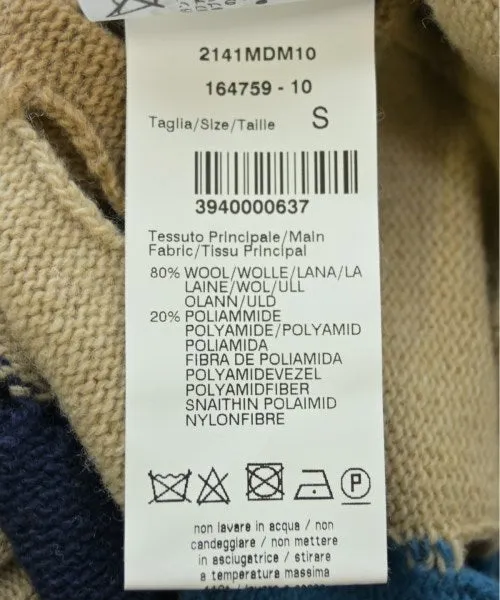 2141MDM10
164759 - 10
Taglia/Size/Taille S
3940000637
Tessuto Principale/Main
Fabric/Tissu Principal
80% WOOL/WOLLE/LANA/LA
LAINE/WOL/ULL
OLANN/ULD
20% POLIAMMIDE
POLYAMIDE/POLYAMID
POLIAMIDA
FIBRA DE POLIAMIDA
POLYAMIDEVEZEL
POLYAMIDFIBER
SNAITHIN POLAIMID
NYLONFIBRE
P
non lavare in acqua / non
candeggiare / non mettere
in asciugatrice / stirare
a temperatura massima